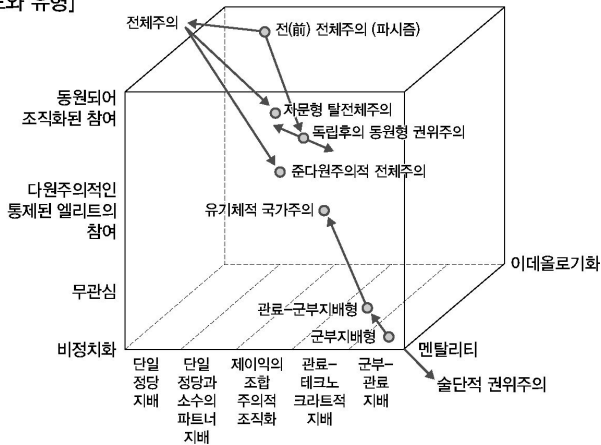 와 유형]
전체주의
전(前) 전체주의 (파시즘)
동원되어
조직화된 참여
자문형 탈전체주의
독립후의 동원형 권위주의
준다원주의적 전체주의
다원주의적인
통제된 엘리트의
참여
유기체적 국가주의
이데올로기화
무관심
관료-군부지배형
군부지배형
비정치화
멘탈리티
술단적 권위주의
단일
정당
지배
단일
정당과
소수의
파트너
지배
제이익의
조합
주의적
조직화
관료-
테크노
크라트적
지배
군부-
관료
지배